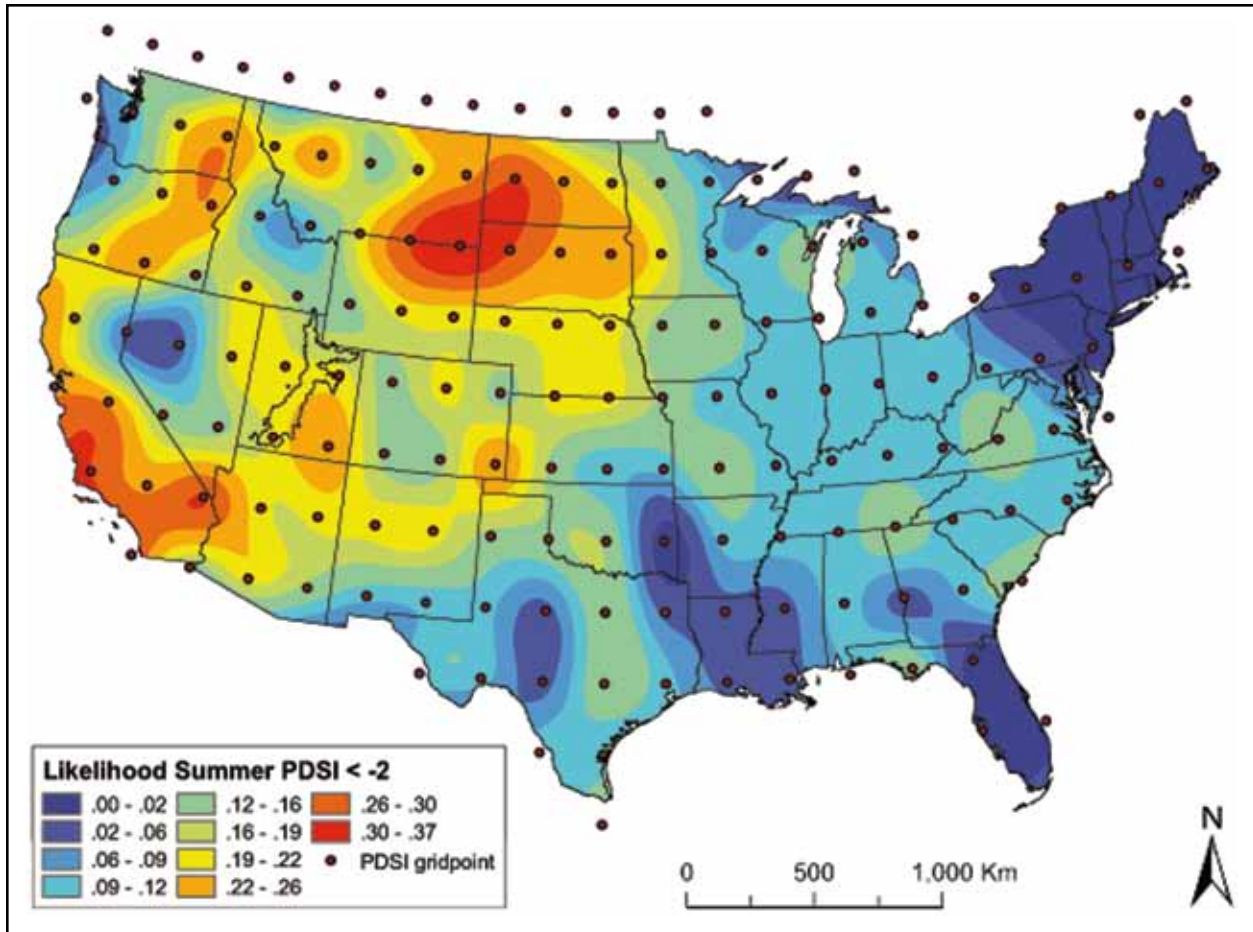 Likelihood Summer PDSI < -2
.00 - .02 .12 - .16 .26 - .30
.02 - .06 .16 - .19 .30 - .37
.06 - .09 .19 - .22 PDSI gridpoint
.09 - .12 .22 - .26
0 500 1,000 Km
N